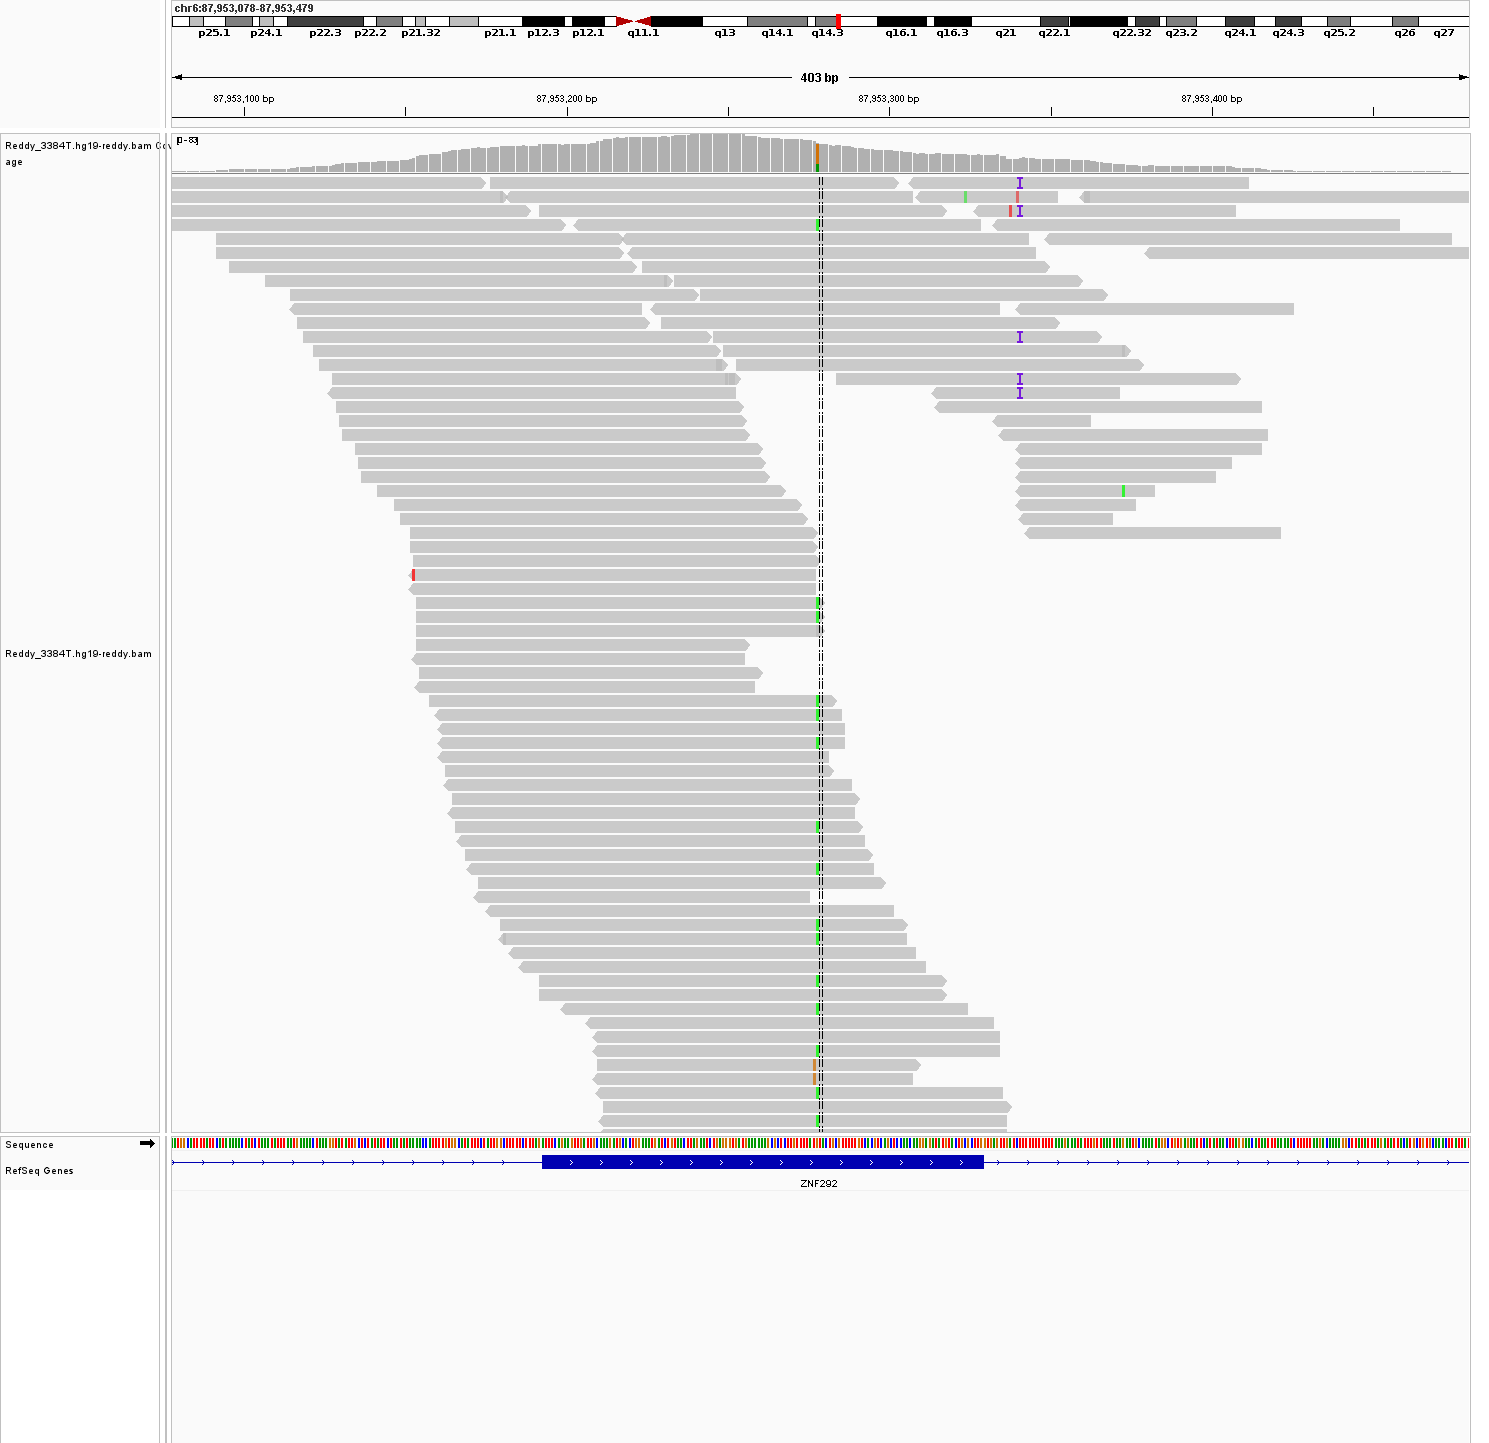 chr6:87,953,078-87,953,479
p25.1 p24.1 p22.3 p22.2 p21.32 p21.1 p12.3 p12.1 q11.1 q13 q14.1 q14.3 q16.1 q16.3 q21 q22.1 q22.32 q23.2 q24.1 q24.3 q25.2 q26 q27
403 bp
87,953,100 bp 87,953,200 bp 87,953,300 bp 87,953,400 bp
Reddy_3384T.hg19-reddy.bam Cov
age
[0 - 83]
Reddy_3384T.hg19-reddy.bam
Sequence
RefSeq Genes
ZNF292